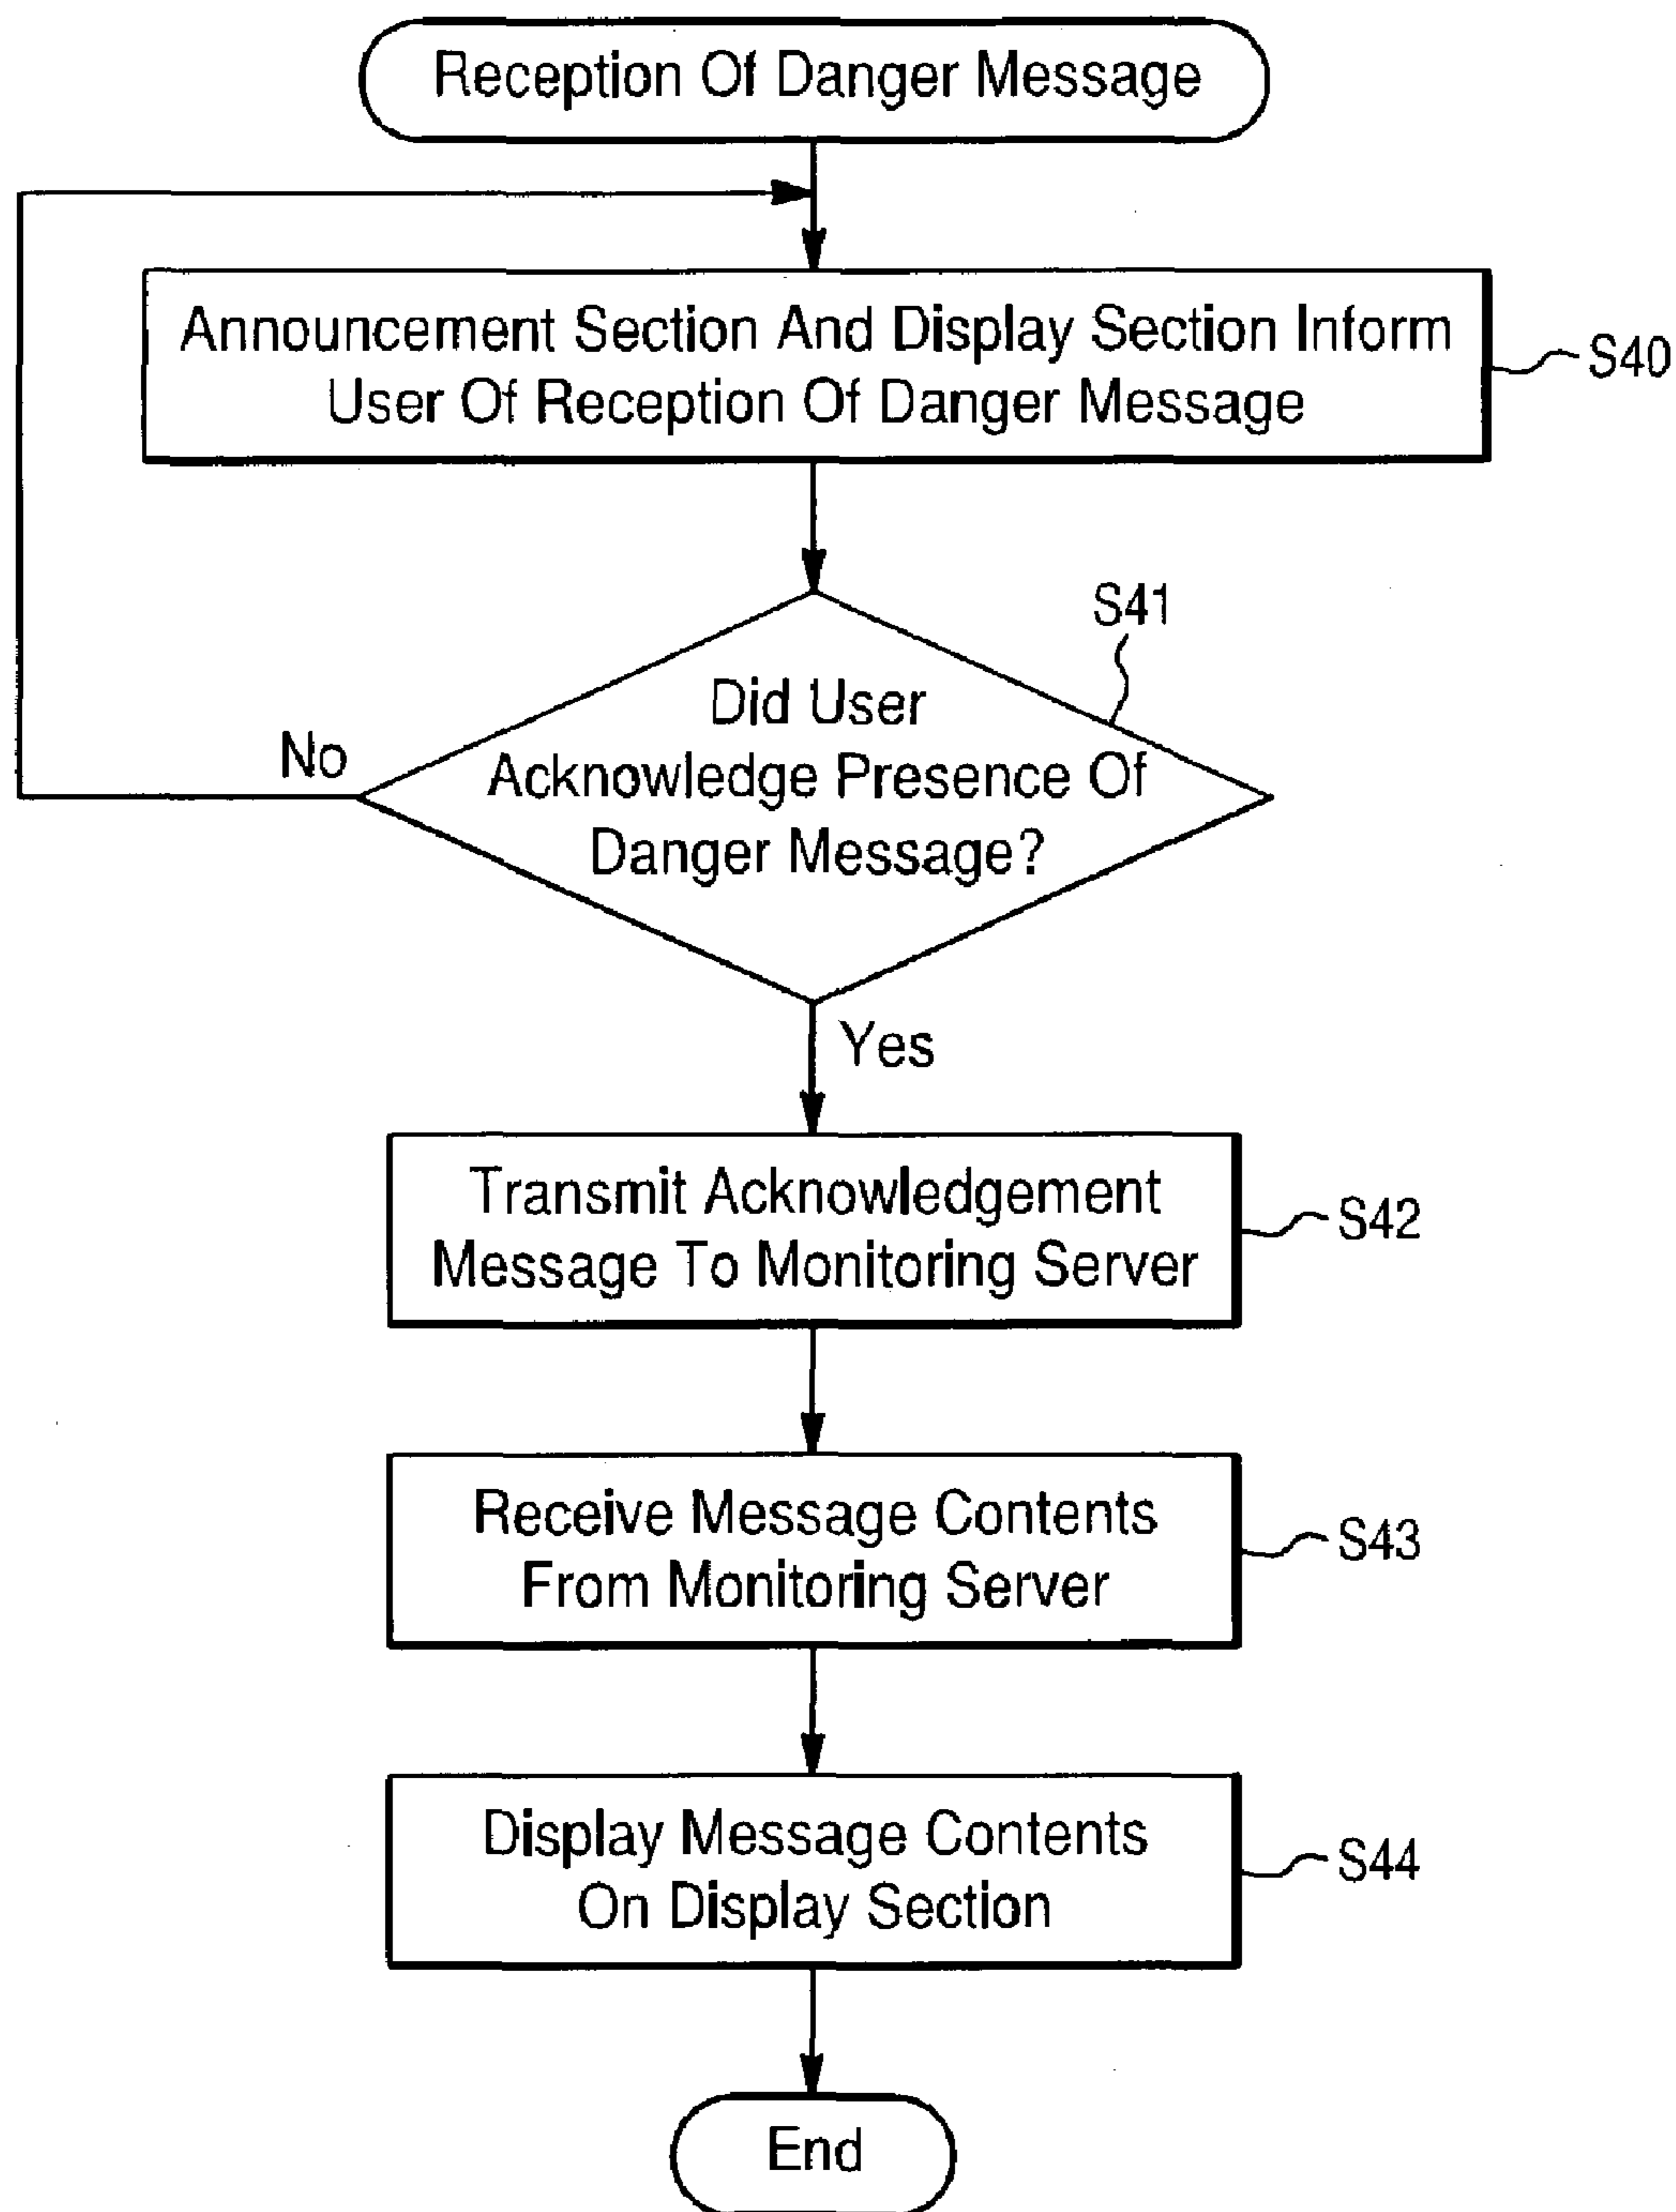 Reception Of Danger Message
Announcement Section And Display Section Inform
User Of Reception Of Danger Message
S40
S41
Did User
Acknowledge Presence Of
Danger Message?
No
Yes
Transmit Acknowledgement
Message To Monitoring Server
S42
Receive Message Contents
From Monitoring Server
S43
Display Message Contents
On Display Section
S44
End